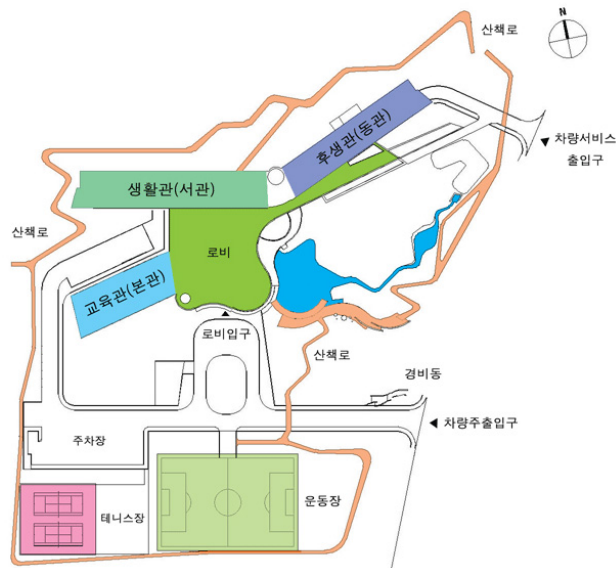 N
산책로
차량서비스
출입구
후생관(동관)
생활관(서관)
산책로
로비
교육관(본관)
로비입구
산책로
경비동
차량주출입구
주차장
운동장
테니스장